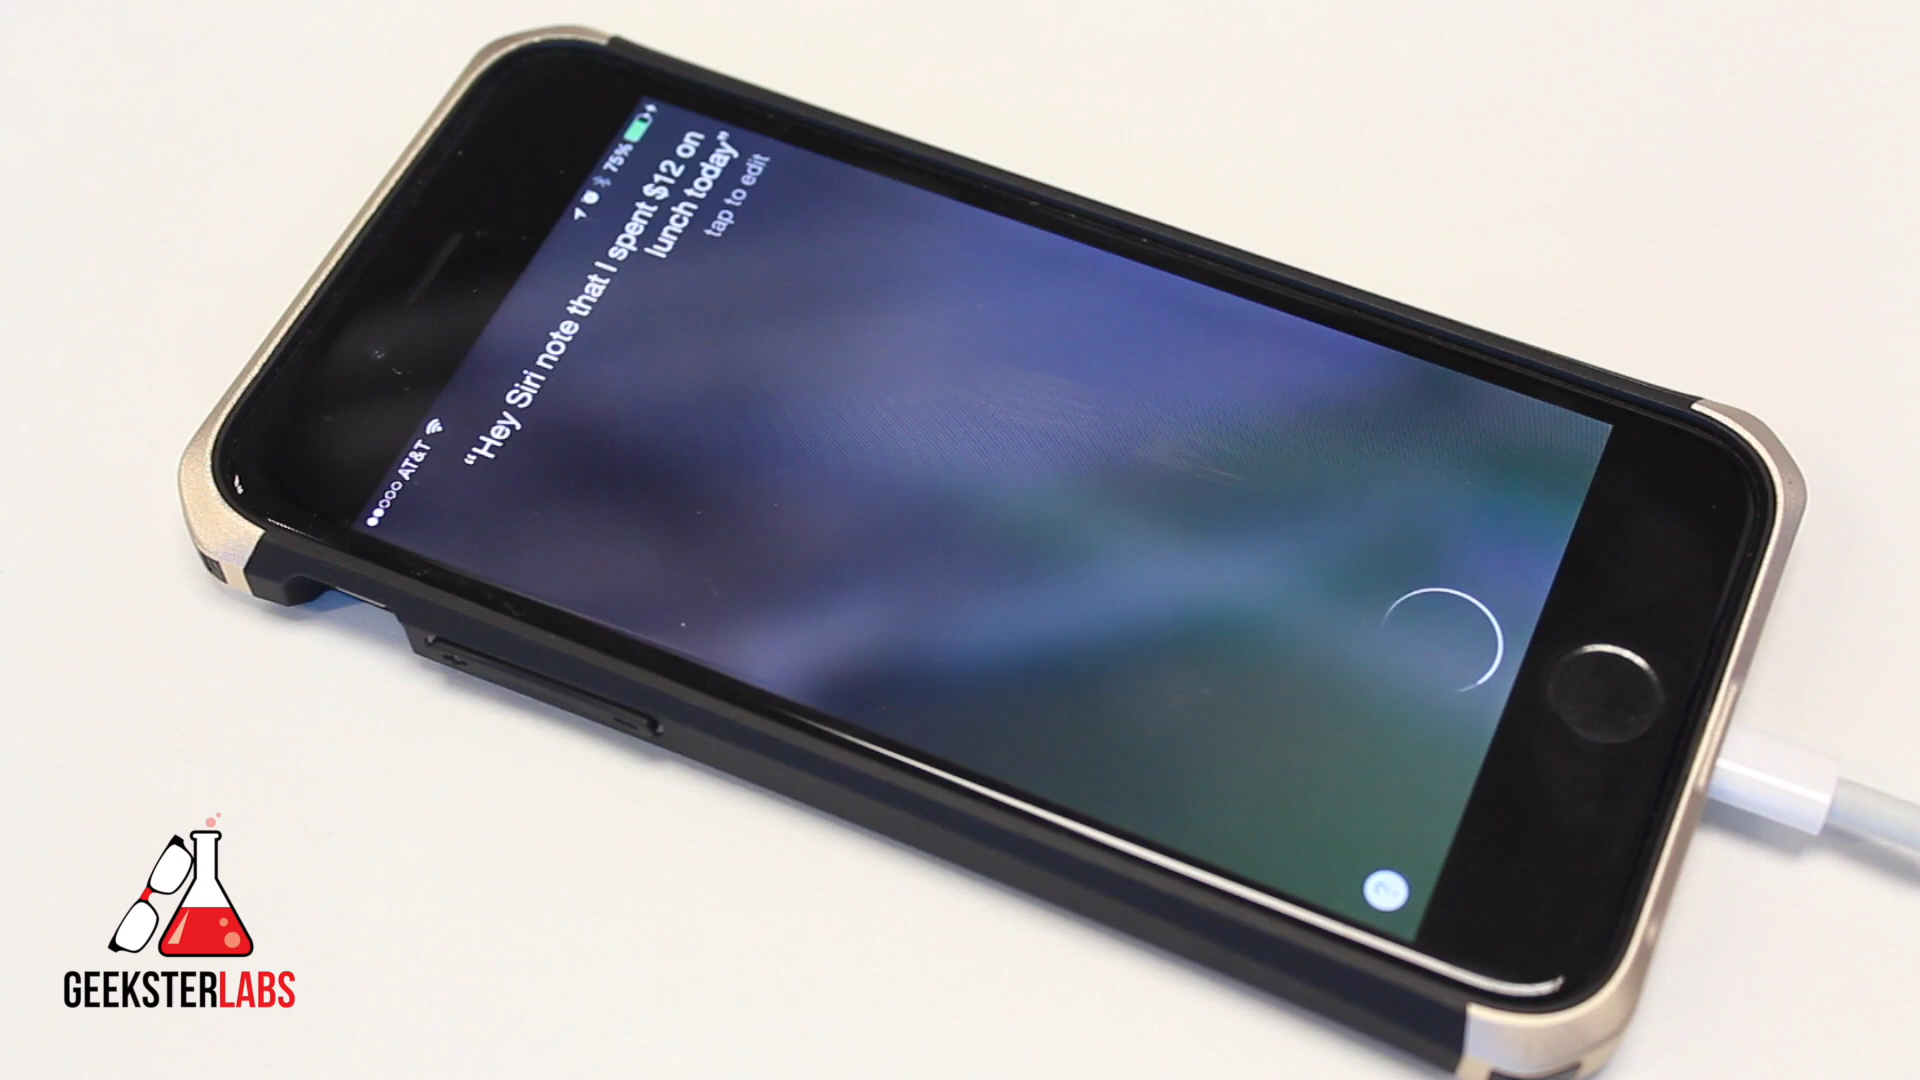 ●●○○○ AT&T 75%
“Hey Siri note that I spent $12 on
lunch today”
tap to edit
?
GEEKSTERLABS